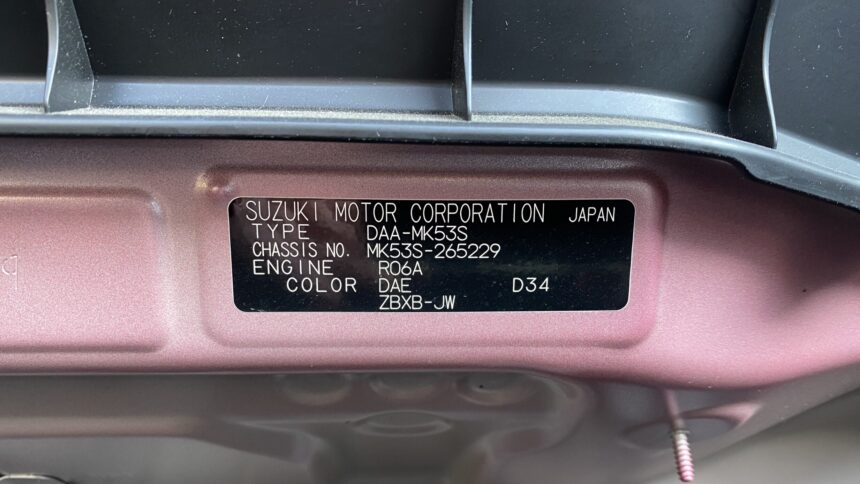 SUZUKI MOTOR CORPORATION JAPAN
TYPE DAA-MK53S
CHASSIS NO. MK53S-265229
ENGINE R06A
COLOR DAE D34
ZBXB-JW